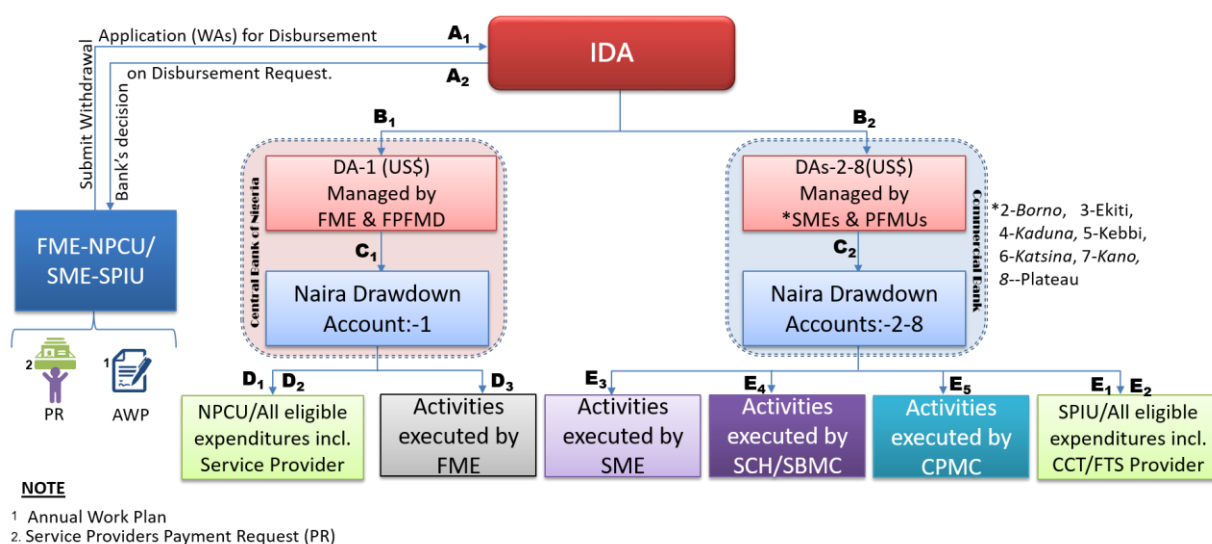 Application (WAs) for Disbursement
A1
on Disbursement Request.
A2
Submit Withdrawal
Bank's decision
IDA
B1
B2
Central Bank of Nigeria
DA-1 (US$)
Managed by
FME & FPFMD
C1
Naira Drawdown
Account:-1
DAs-2-8(US$)
Managed by
*SMEs & PFMUs
C2
Naira Drawdown
Accounts:-2-8
Commercial Bank
*2-Borno, 3-Ekiti,
4-Kaduna, 5-Kebbi,
6-Katsina, 7-Kano,
8--Plateau
FME-NPCU/
SME-SPIU
2
PR
1
AWP
D1
D2
D3
E3
E4
E5
E1
E2
NPCU/All eligible
expenditures incl.
Service Provider
Activities
executed by
FME
Activities
executed by
SME
Activities
executed by
SCH/SBMC
Activities
executed by
CPMC
SPIU/All eligible
expenditures incl.
CCT/FTS Provider
NOTE
1 Annual Work Plan
2. Service Providers Payment Request (PR)